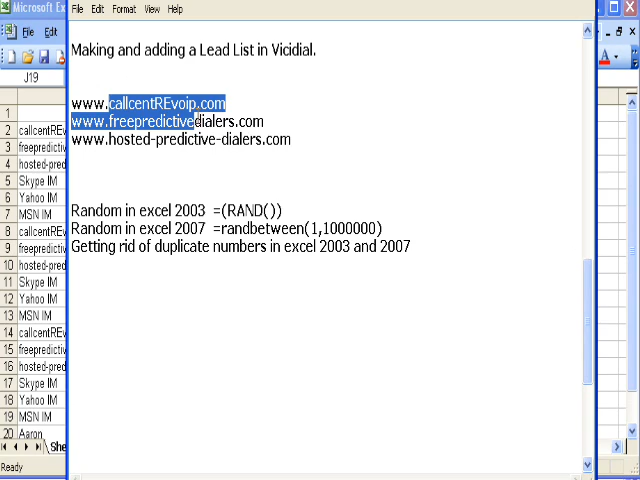 Microsoft Ex
File Edit Format View Help
File Edit
J19
Making and adding a Lead List in Vicidial.
www.callcentREvoip.com
www.freepredictivedialers.com
www.hosted-predictive-dialers.com
Random in excel 2003 =(RAND())
Random in excel 2007 =randbetween(1,1000000)
Getting rid of duplicate numbers in excel 2003 and 2007
1
2 callcentREv
3 freepredictiv
4 hosted-pred
5 Skype IM
6 Yahoo IM
7 MSN IM
8 callcentREv
9 freepredictiv
10 hosted-pred
11 Skype IM
12 Yahoo IM
13 MSN IM
14 callcentREv
15 freepredictiv
16 hosted-pred
17 Skype IM
18 Yahoo IM
19 MSN IM
20 Aaron
She
Ready